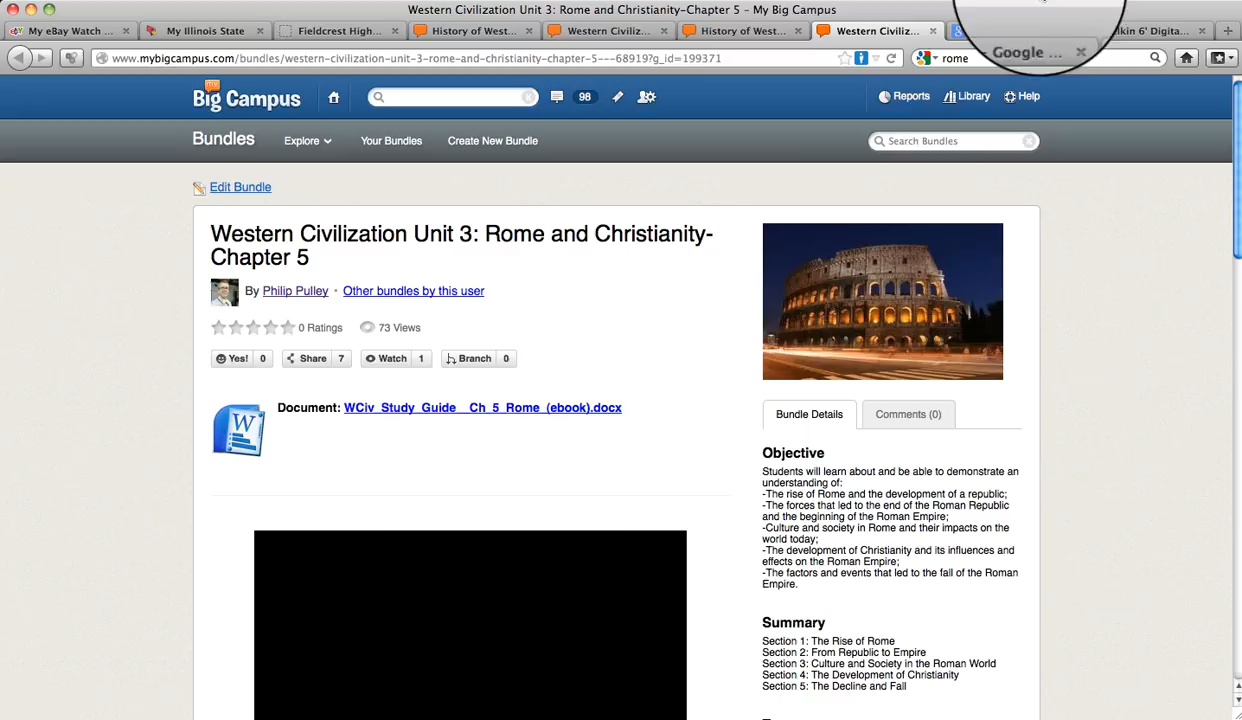 Western Civilization Unit 3: Rome and Christianity-Chapter 5 – My Big Campus
My eBay Watch ...
My Illinois State
Fieldcrest High...
History of West...
Western Civiliz...
History of West...
Western Civiliz...
Google ...
lkin 6' Digita...
www.mybigcampus.com/bundles/western-civilization-unit-3-rome-and-christianity-chapter-5---68919?g_id=199371
rome
my
Big Campus
98
Reports
Library
Help
Bundles
Explore
Your Bundles
Create New Bundle
Search Bundles
Edit Bundle
Western Civilization Unit 3: Rome and Christianity-
Chapter 5
By Philip Pulley • Other bundles by this user
0 Ratings
73 Views
Yes! 0
Share 7
Watch 1
Branch 0
Document: WCiv_Study_Guide__Ch_5_Rome_(ebook).docx
Bundle Details
Comments (0)
Objective
Students will learn about and be able to demonstrate an
understanding of:
-The rise of Rome and the development of a republic;
-The forces that led to the end of the Roman Republic
and the beginning of the Roman Empire;
-Culture and society in Rome and their impacts on the
world today;
-The development of Christianity and its influences and
effects on the Roman Empire;
-The factors and events that led to the fall of the Roman
Empire.
Summary
Section 1: The Rise of Rome
Section 2: From Republic to Empire
Section 3: Culture and Society in the Roman World
Section 4: The Development of Christianity
Section 5: The Decline and Fall